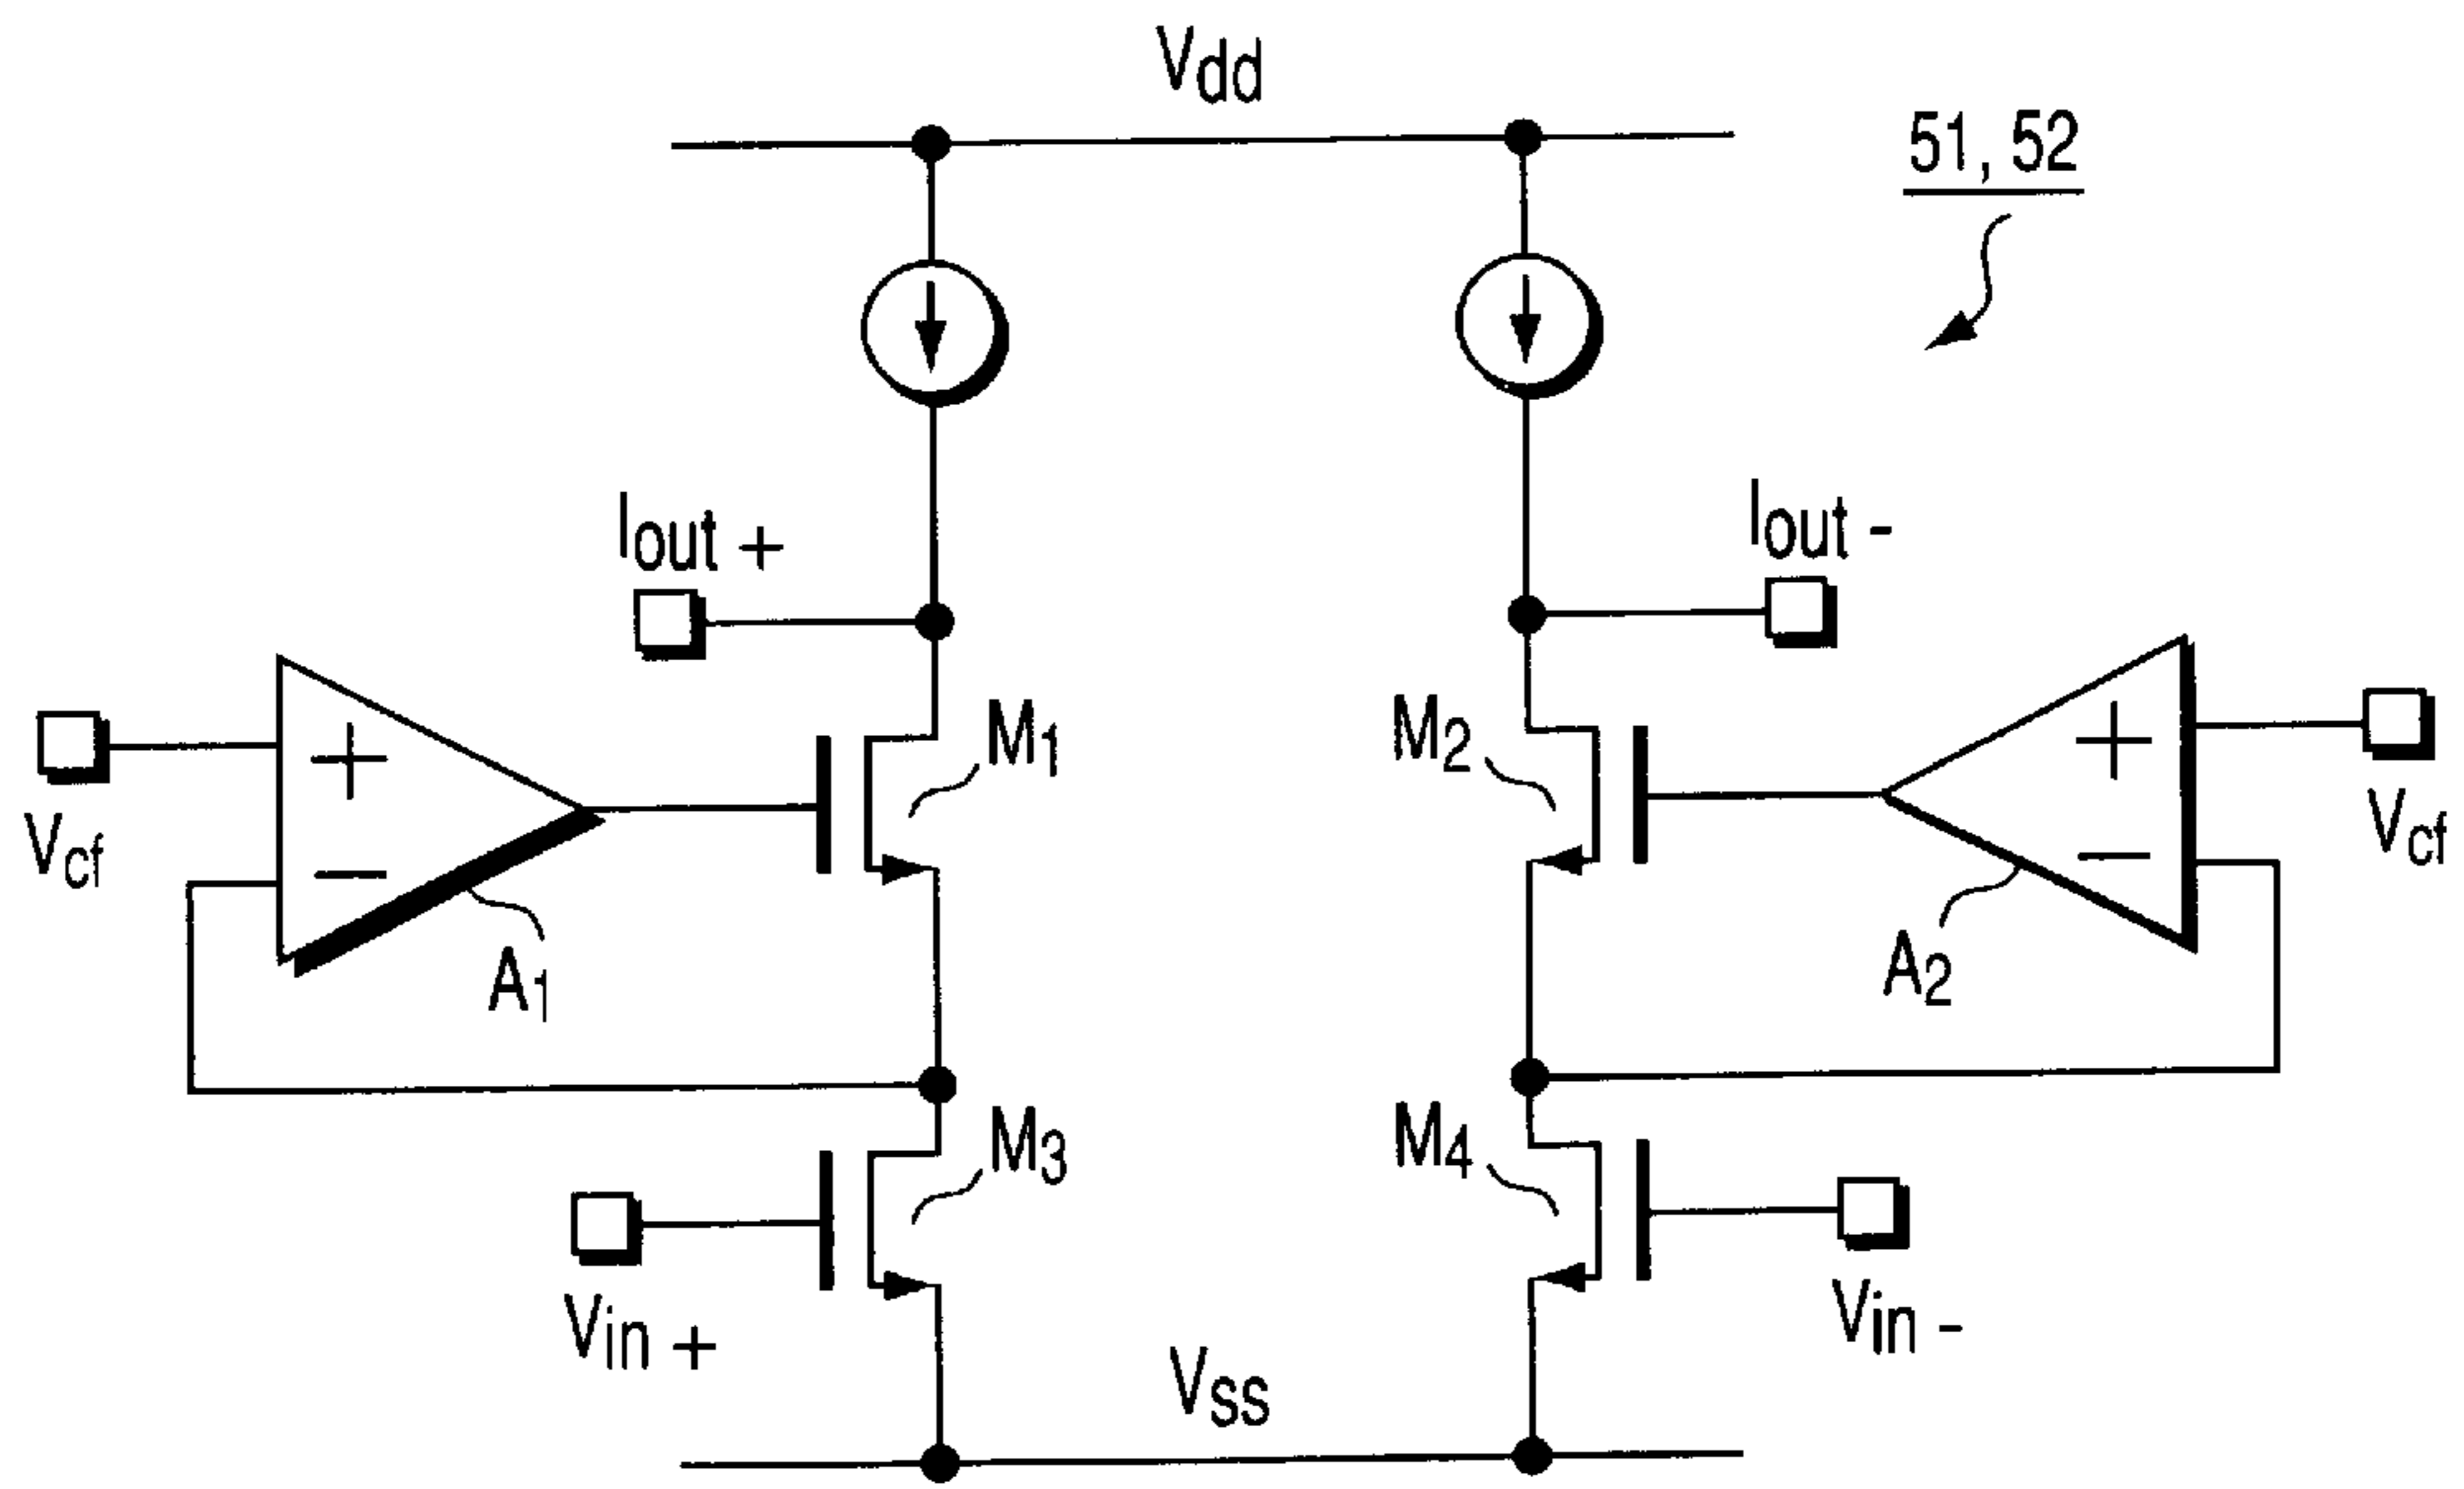 Vdd
51, 52
Iout +
Iout -
M1
M2
+
+
Vcf
Vcf
−
−
A1
A2
M3
M4
Vin +
Vin -
Vss